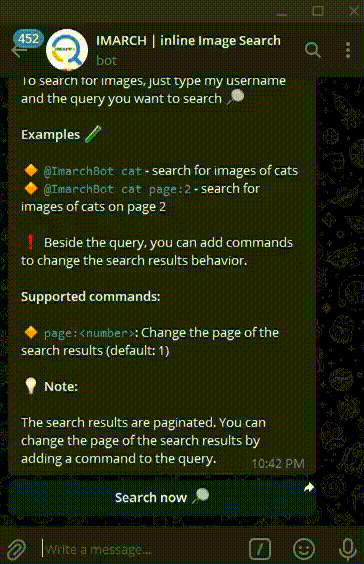 452
IMARCH | inline Image Search
bot
To search for images, just type my username
and the query you want to search
Examples
@ImarchBot cat - search for images of cats
@ImarchBot cat page:2 - search for
images of cats on page 2
Beside the query, you can add commands
to change the search results behavior.
Supported commands:
page:<number>: Change the page of the
search results (default: 1)
Note:
The search results are paginated. You can
change the page of the search results by
adding a command to the query.
10:42 PM
Search now
Write a message...